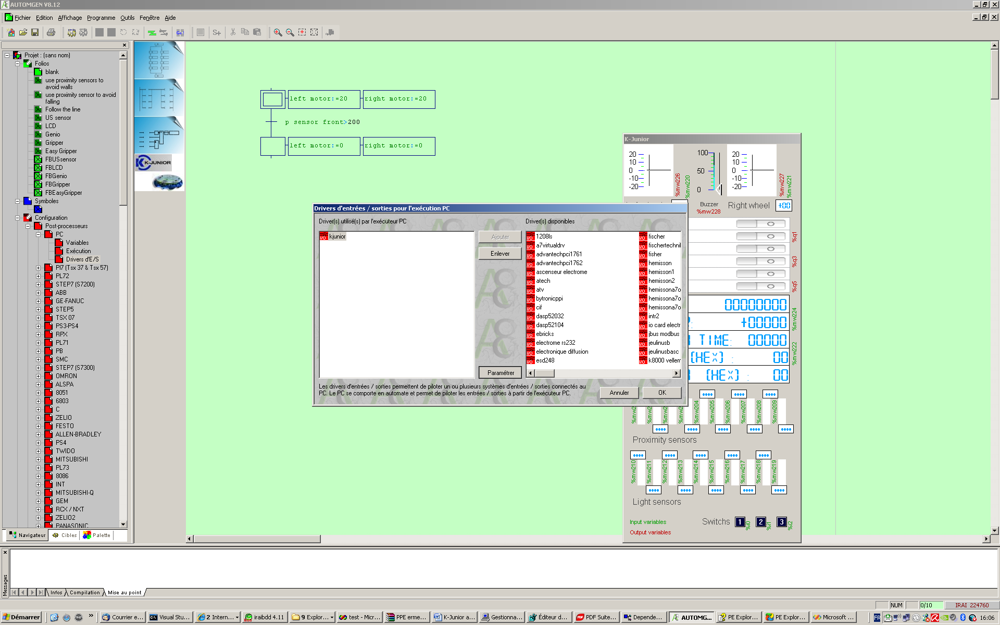 AUTOMGEN V8.12
Fichier Edition Affichage Programme Outils Fenêtre Aide
Projet : (sans nom)
Folios
blank
use proximity sensors to
avoid walls
use proximity sensor to avoid
falling
Follow the line
US sensor
LCD
Genio
Gripper
Easy Gripper
FBUSsensor
FBLCD
FBGenio
FBGripper
FBEasyGripper
Symboles
Configuration
Post-processeurs
PC
Variables
Exécution
Drivers d'E/S
Pl7 (Tsx 37 & Tsx 57)
PL72
STEP7 (S7200)
ABB
GE-FANUC
STEP5
TSX 07
PS3-PS4
RPX
PL71
PB
SMC
STEP7 (S7300)
OMRON
ALSPA
8051
6803
C
ZELIO
FESTO
ALLEN-BRADLEY
PS4
TWIDO
MITSUBISHI
PL73
8086
INT
MITSUBISHI-Q
GEM
RCX / NXT
ZELIO2
PANASONIC
Navigateur Cibles Palette
K-JUNIOR
left motor:=20 right motor:=20
p sensor front>200
left motor:=0 right motor:=0
Drivers d'entrées / sorties pour l'exécution PC
Driver(s) utilisé(s) par l'exécuteur PC
kjunior
Ajouter
Enlever
Paramétrer
Driver(s) disponibles
1208ls
a7virtualdrv
advantechpci1761
advantechpci1762
ascenseur electrome
atech
atv
bytronicppi
cif
dasp52032
dasp52104
ebricks
electrome rs232
electronique diffusion
esd248
fischer
fischertechnil
fisher
hemisson
hemisson1
hemisson2
hemissona7o
hemissona7o
hemissona7o
intr2
io card electr
jbus modbus
jeulinusb
jeulinusbasc
k8000 vellem
Les drivers d'entrées / sorties permettent de piloter un ou plusieurs systèmes d'entrées / sorties connectés au
PC. Le PC se comporte en automate et permet de piloter les entrées / sorties à partir de l'exécuteur PC.
Annuler OK
K-Junior
20 10 0 -10 -20
%mw226 %mw220
100 50 0
20 10 0 -10 -20
%mw227 %mw221
Buzzer
%mw228
Right wheel +00
%q1
%q3
%q5
00000000
+00000
%mw224
TIME: 00000
%mw222
(HEX) : 00
(HEX) : 00
%mw204 %mw205 %mw206 %mw207 %mw208 %mw209
Proximity sensors
%mw210 %mw211 %mw212 %mw213 %mw214 %mw215 %mw216 %mw217 %mw218 %mw219
Light sensors
Input variables
Output variables
Switchs 1 %i0 2 %i1 3 %i2
Messages
Infos Compilation Mise au point
NUM 0/10 IRAI 224760
Démarrer Courrier e... Visual Stu... 2 Intern... iraibdd 4.11 9 Explor... test - Micr... PPE erme... K-Junior a... Gestionna... Éditeur d... PDF Suite... Depende... AUTOMG... PE Explor... PE Explor... Microsoft ... FR 16:06